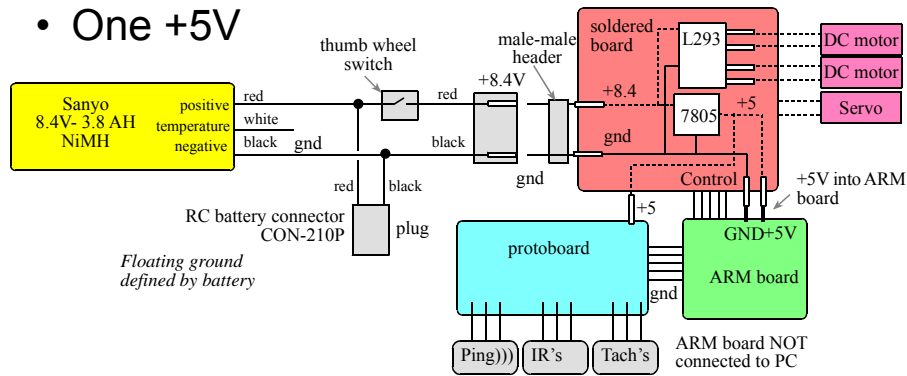 • One +5V
thumb wheel
switch
male-male
header
+8.4V
soldered
board
L293
DC motor
DC motor
Servo
Sanyo
8.4V- 3.8 AH
NiMH
positive
temperature
negative
red
white
black
gnd
red
black
gnd
+8.4
7805
+5
gnd
Control
+5V into ARM
board
red
black
RC battery connector
CON-210P
plug
Floating ground
defined by battery
+5
protoboard
gnd
GND+5V
ARM board
Ping)))
IR's
Tach's
ARM board NOT
connected to PC